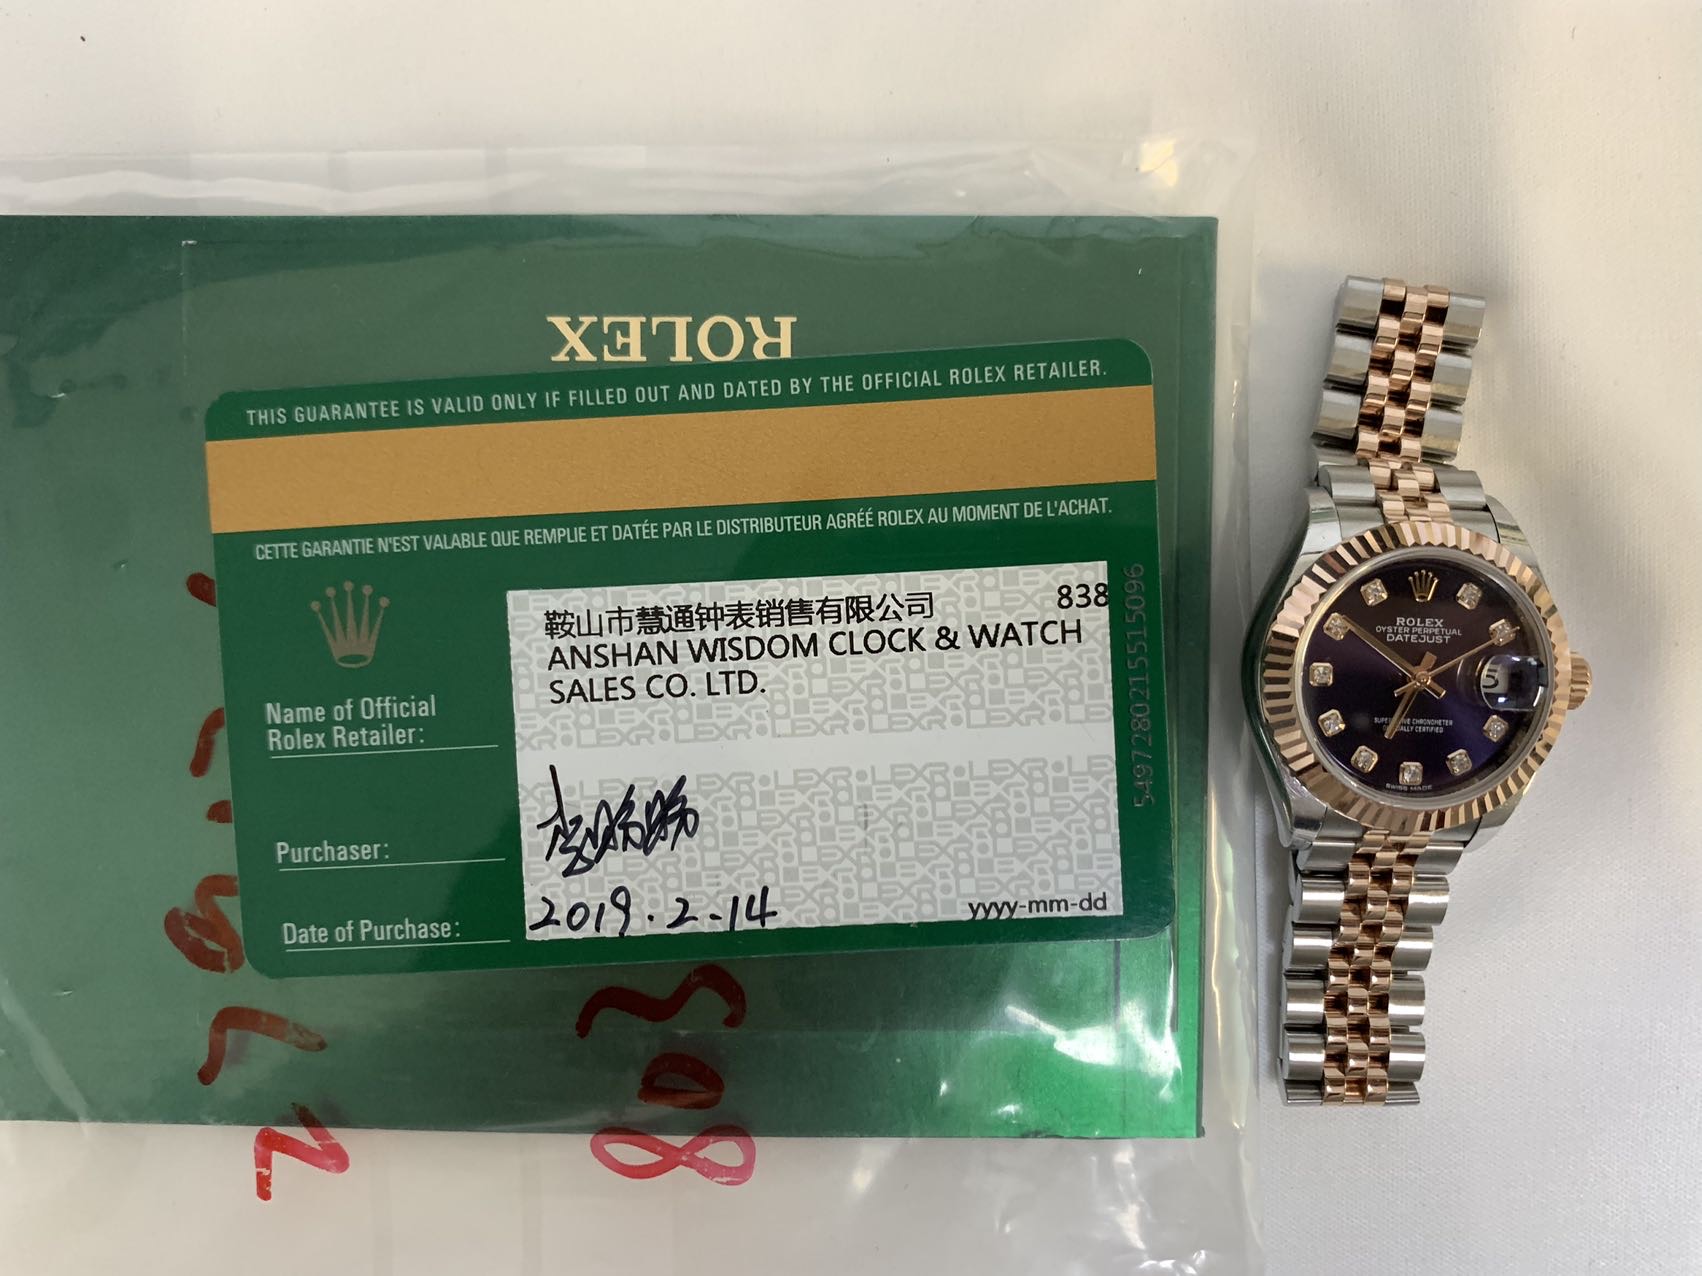 ROLEX
THIS GUARANTEE IS VALID ONLY IF FILLED OUT AND DATED BY THE OFFICIAL ROLEX RETAILER.
CETTE GARANTIE N'EST VALABLE QUE REMPLIE ET DATÉE PAR LE DISTRIBUTEUR AGRÉÉ ROLEX AU MOMENT DE L'ACHAT.
Name of Official
Rolex Retailer:
鞍山市慧通钟表销售有限公司 838
ANSHAN WISDOM CLOCK & WATCH
SALES CO. LTD.
5497280215515096
Purchaser:
Date of Purchase:
2019.2-14
yyyy-mm-dd
803
ROLEX
OYSTER PERPETUAL
DATEJUST
5
CHRONOMETER
CERTIFIED
SWISS MADE